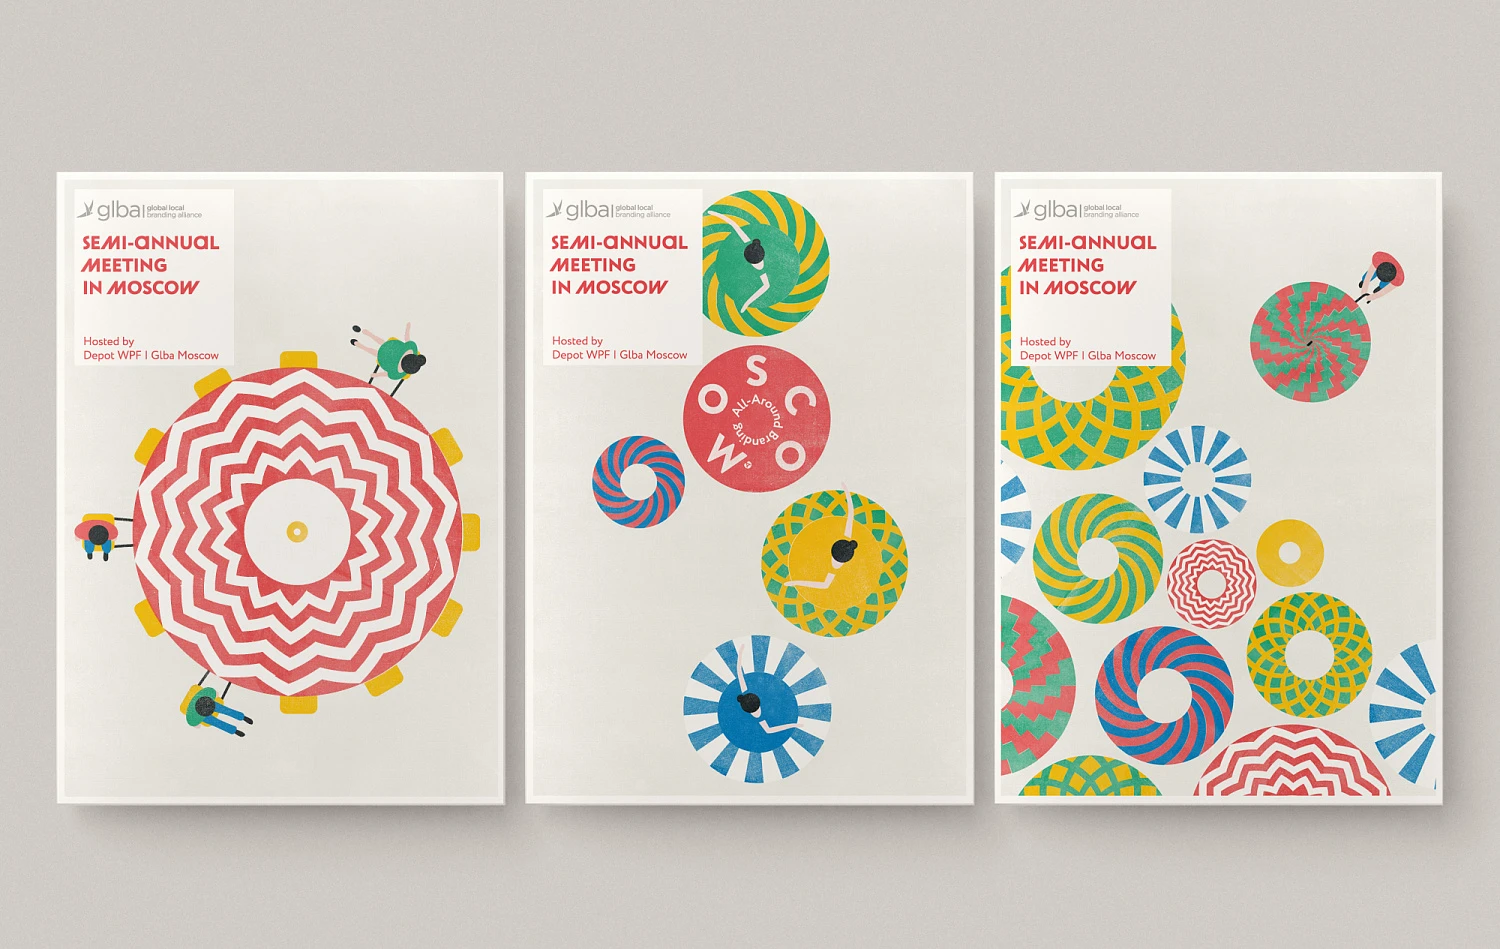 glba global local
branding alliance
SEMI-ANNUAL
MEETING
IN MOSCOW
Hosted by
Depot WPF | Glba Moscow
glba global local
branding alliance
SEMI-ANNUAL
MEETING
IN MOSCOW
Hosted by
Depot WPF | Glba Moscow
MOSCOW
All-Around Branding
glba global local
branding alliance
SEMI-ANNUAL
MEETING
IN MOSCOW
Hosted by
Depot WPF | Glba Moscow